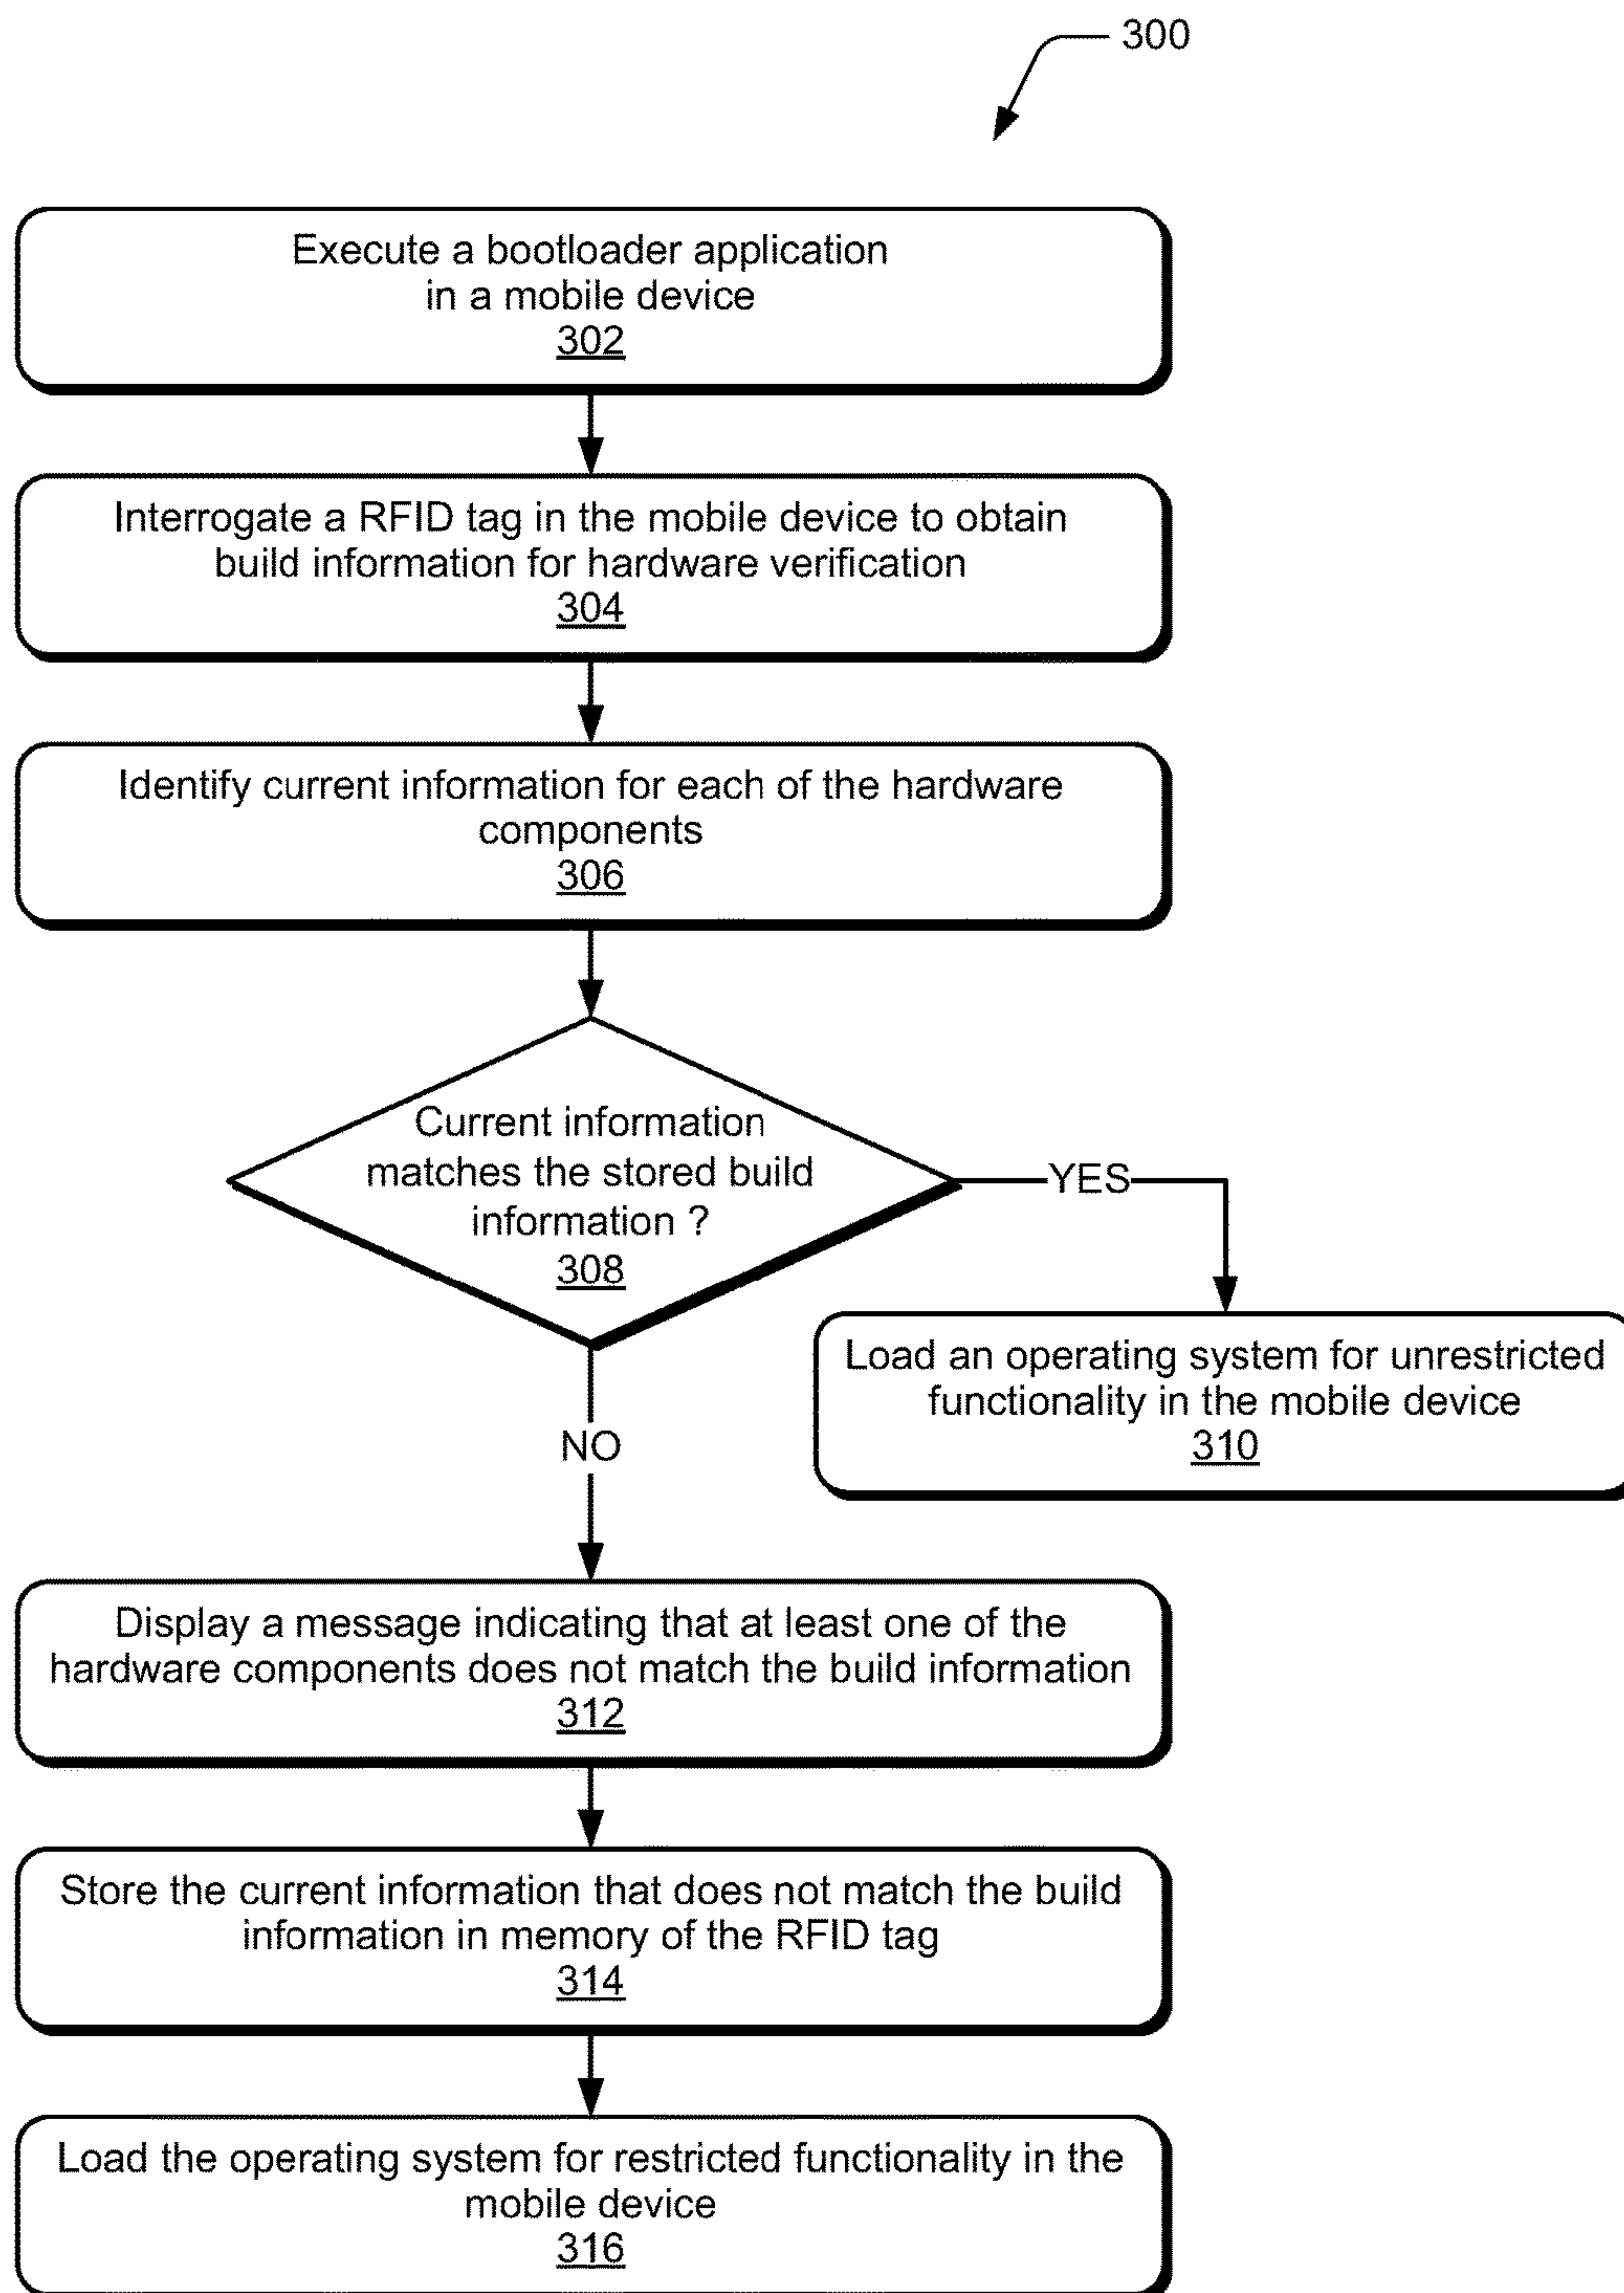 300
Execute a bootloader application
in a mobile device
302
Interrogate a RFID tag in the mobile device to obtain
build information for hardware verification
304
Identify current information for each of the hardware
components
306
Current information
matches the stored build
information ?
308
YES
Load an operating system for unrestricted
functionality in the mobile device
310
NO
Display a message indicating that at least one of the
hardware components does not match the build information
312
Store the current information that does not match the build
information in memory of the RFID tag
314
Load the operating system for restricted functionality in the
mobile device
316